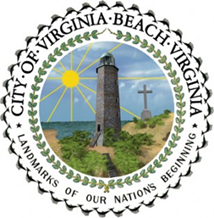 CITY · OF · VIRGINIA · BEACH · VIRGINIA ·
LANDMARKS OF OUR NATIONS BEGINNING